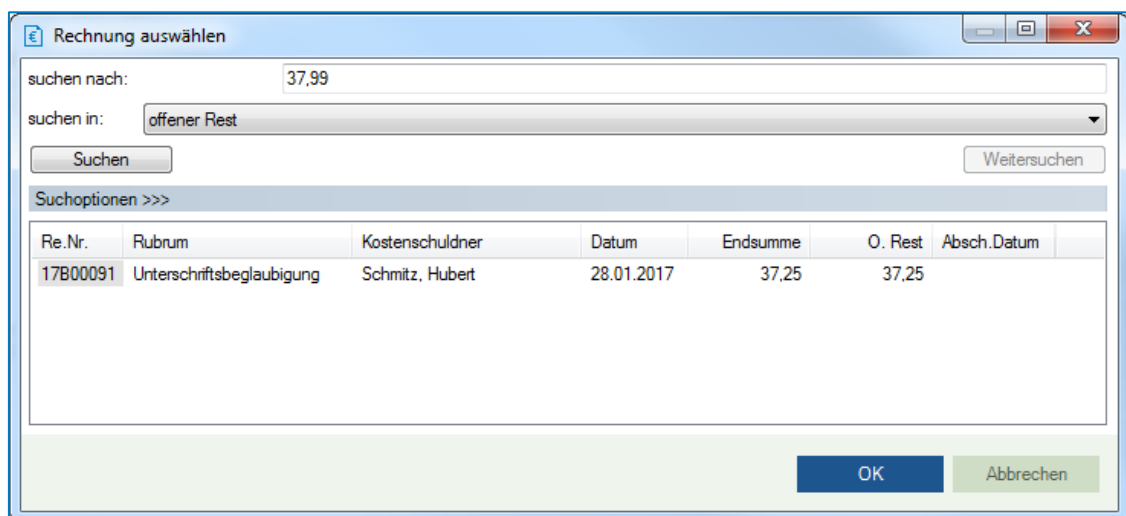 Rechnung auswählen
suchen nach: 37,99
suchen in: offener Rest
Suchen Weitersuchen
Suchoptionen >>>
Re.Nr. Rubrum Kostenschuldner Datum Endsumme O. Rest Absch.Datum
17B00091 Unterschriftsbeglaubigung Schmitz, Hubert 28.01.2017 37,25 37,25
OK Abbrechen